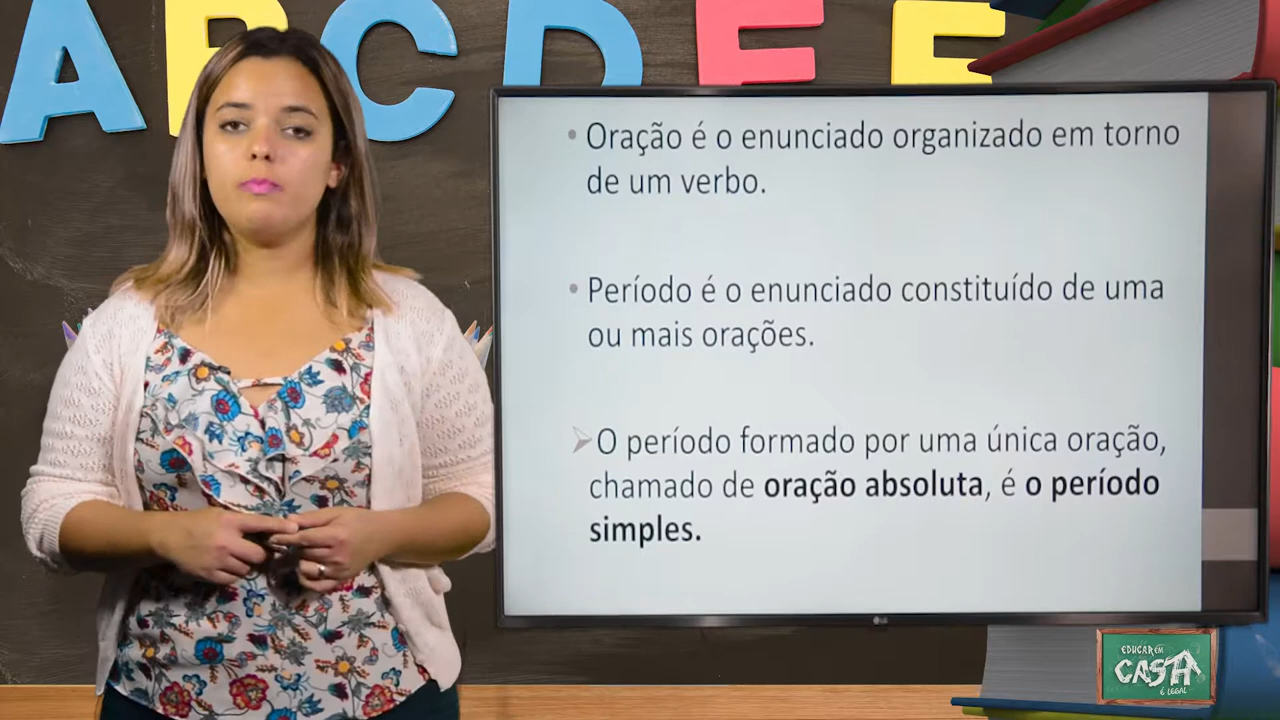 A B C D E E
• Oração é o enunciado organizado em torno
de um verbo.
• Período é o enunciado constituído de uma
ou mais orações.
➢ O período formado por uma única oração,
chamado de oração absoluta, é o período
simples.
LG
EDUCAR EM
CASA
É LEGAL